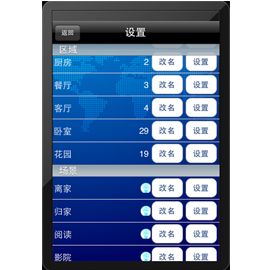 返回 设置
区域
厨房 2 改名 设置
餐厅 3 改名 设置
客厅 4 改名 设置
卧室 29 改名 设置
花园 19 改名 设置
场景
离家 改名 设置
归家 改名 设置
阅读 改名 设置
影院 改名 设置